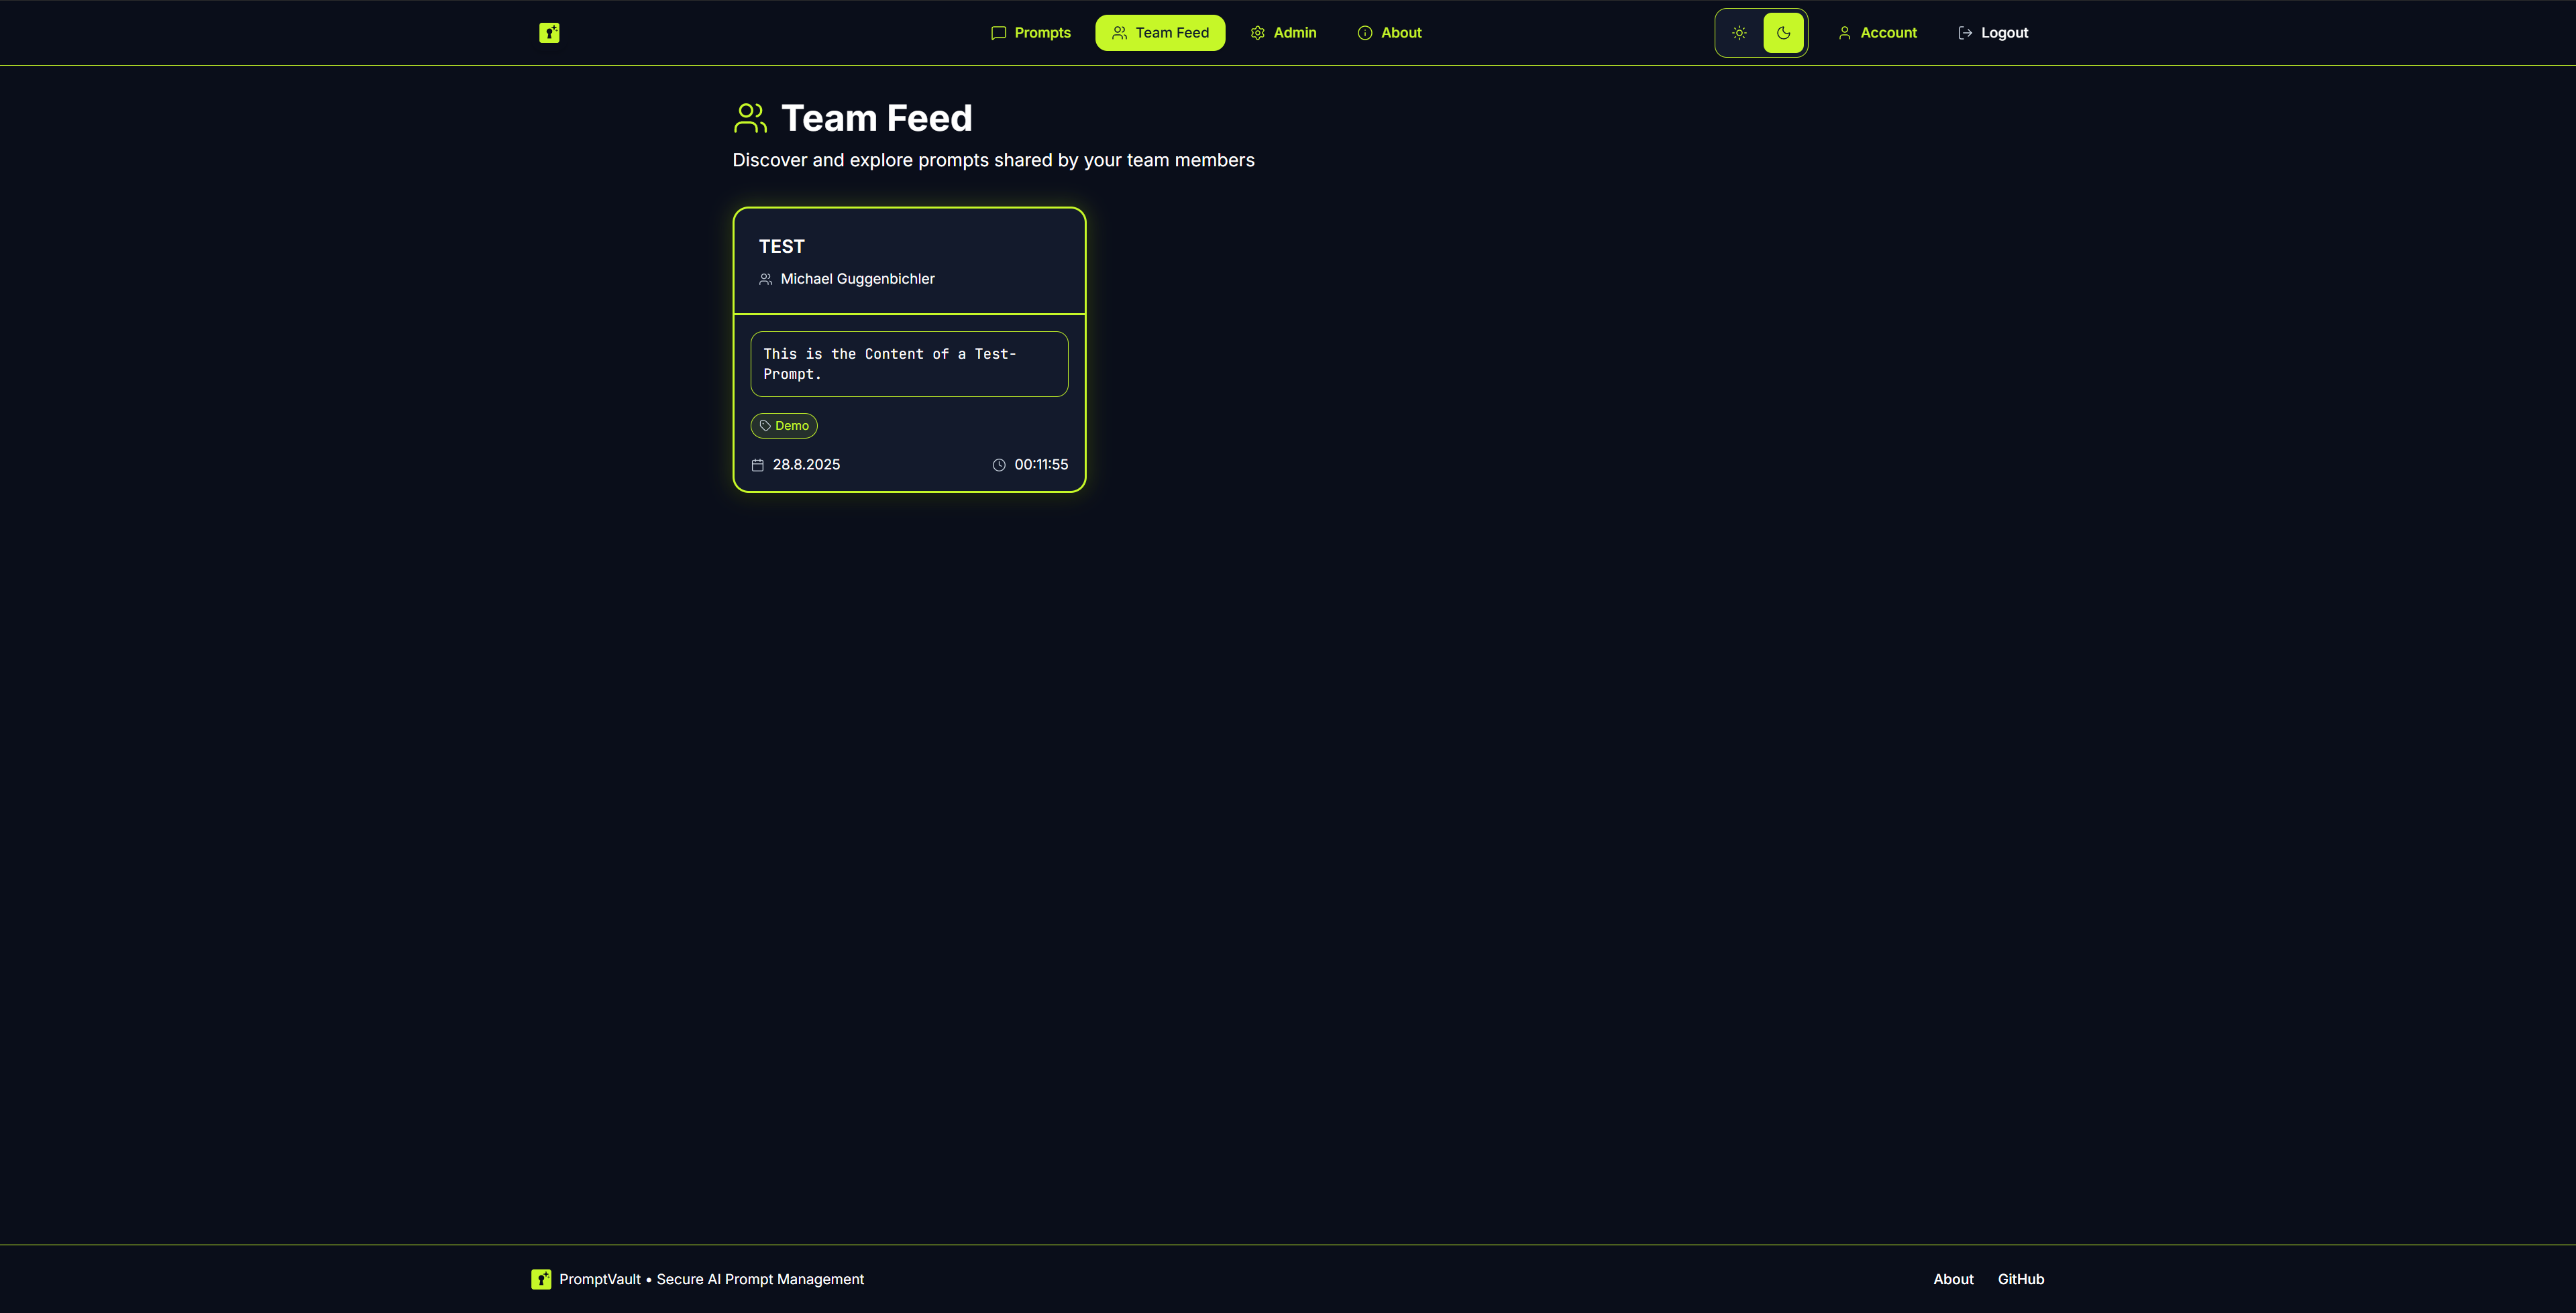 Prompts
Team Feed
Admin
About
Account
Logout
Team Feed
Discover and explore prompts shared by your team members
TEST
Michael Guggenbichler
This is the Content of a Test-
Prompt.
Demo
28.8.2025
00:11:55
PromptVault • Secure AI Prompt Management
About
GitHub